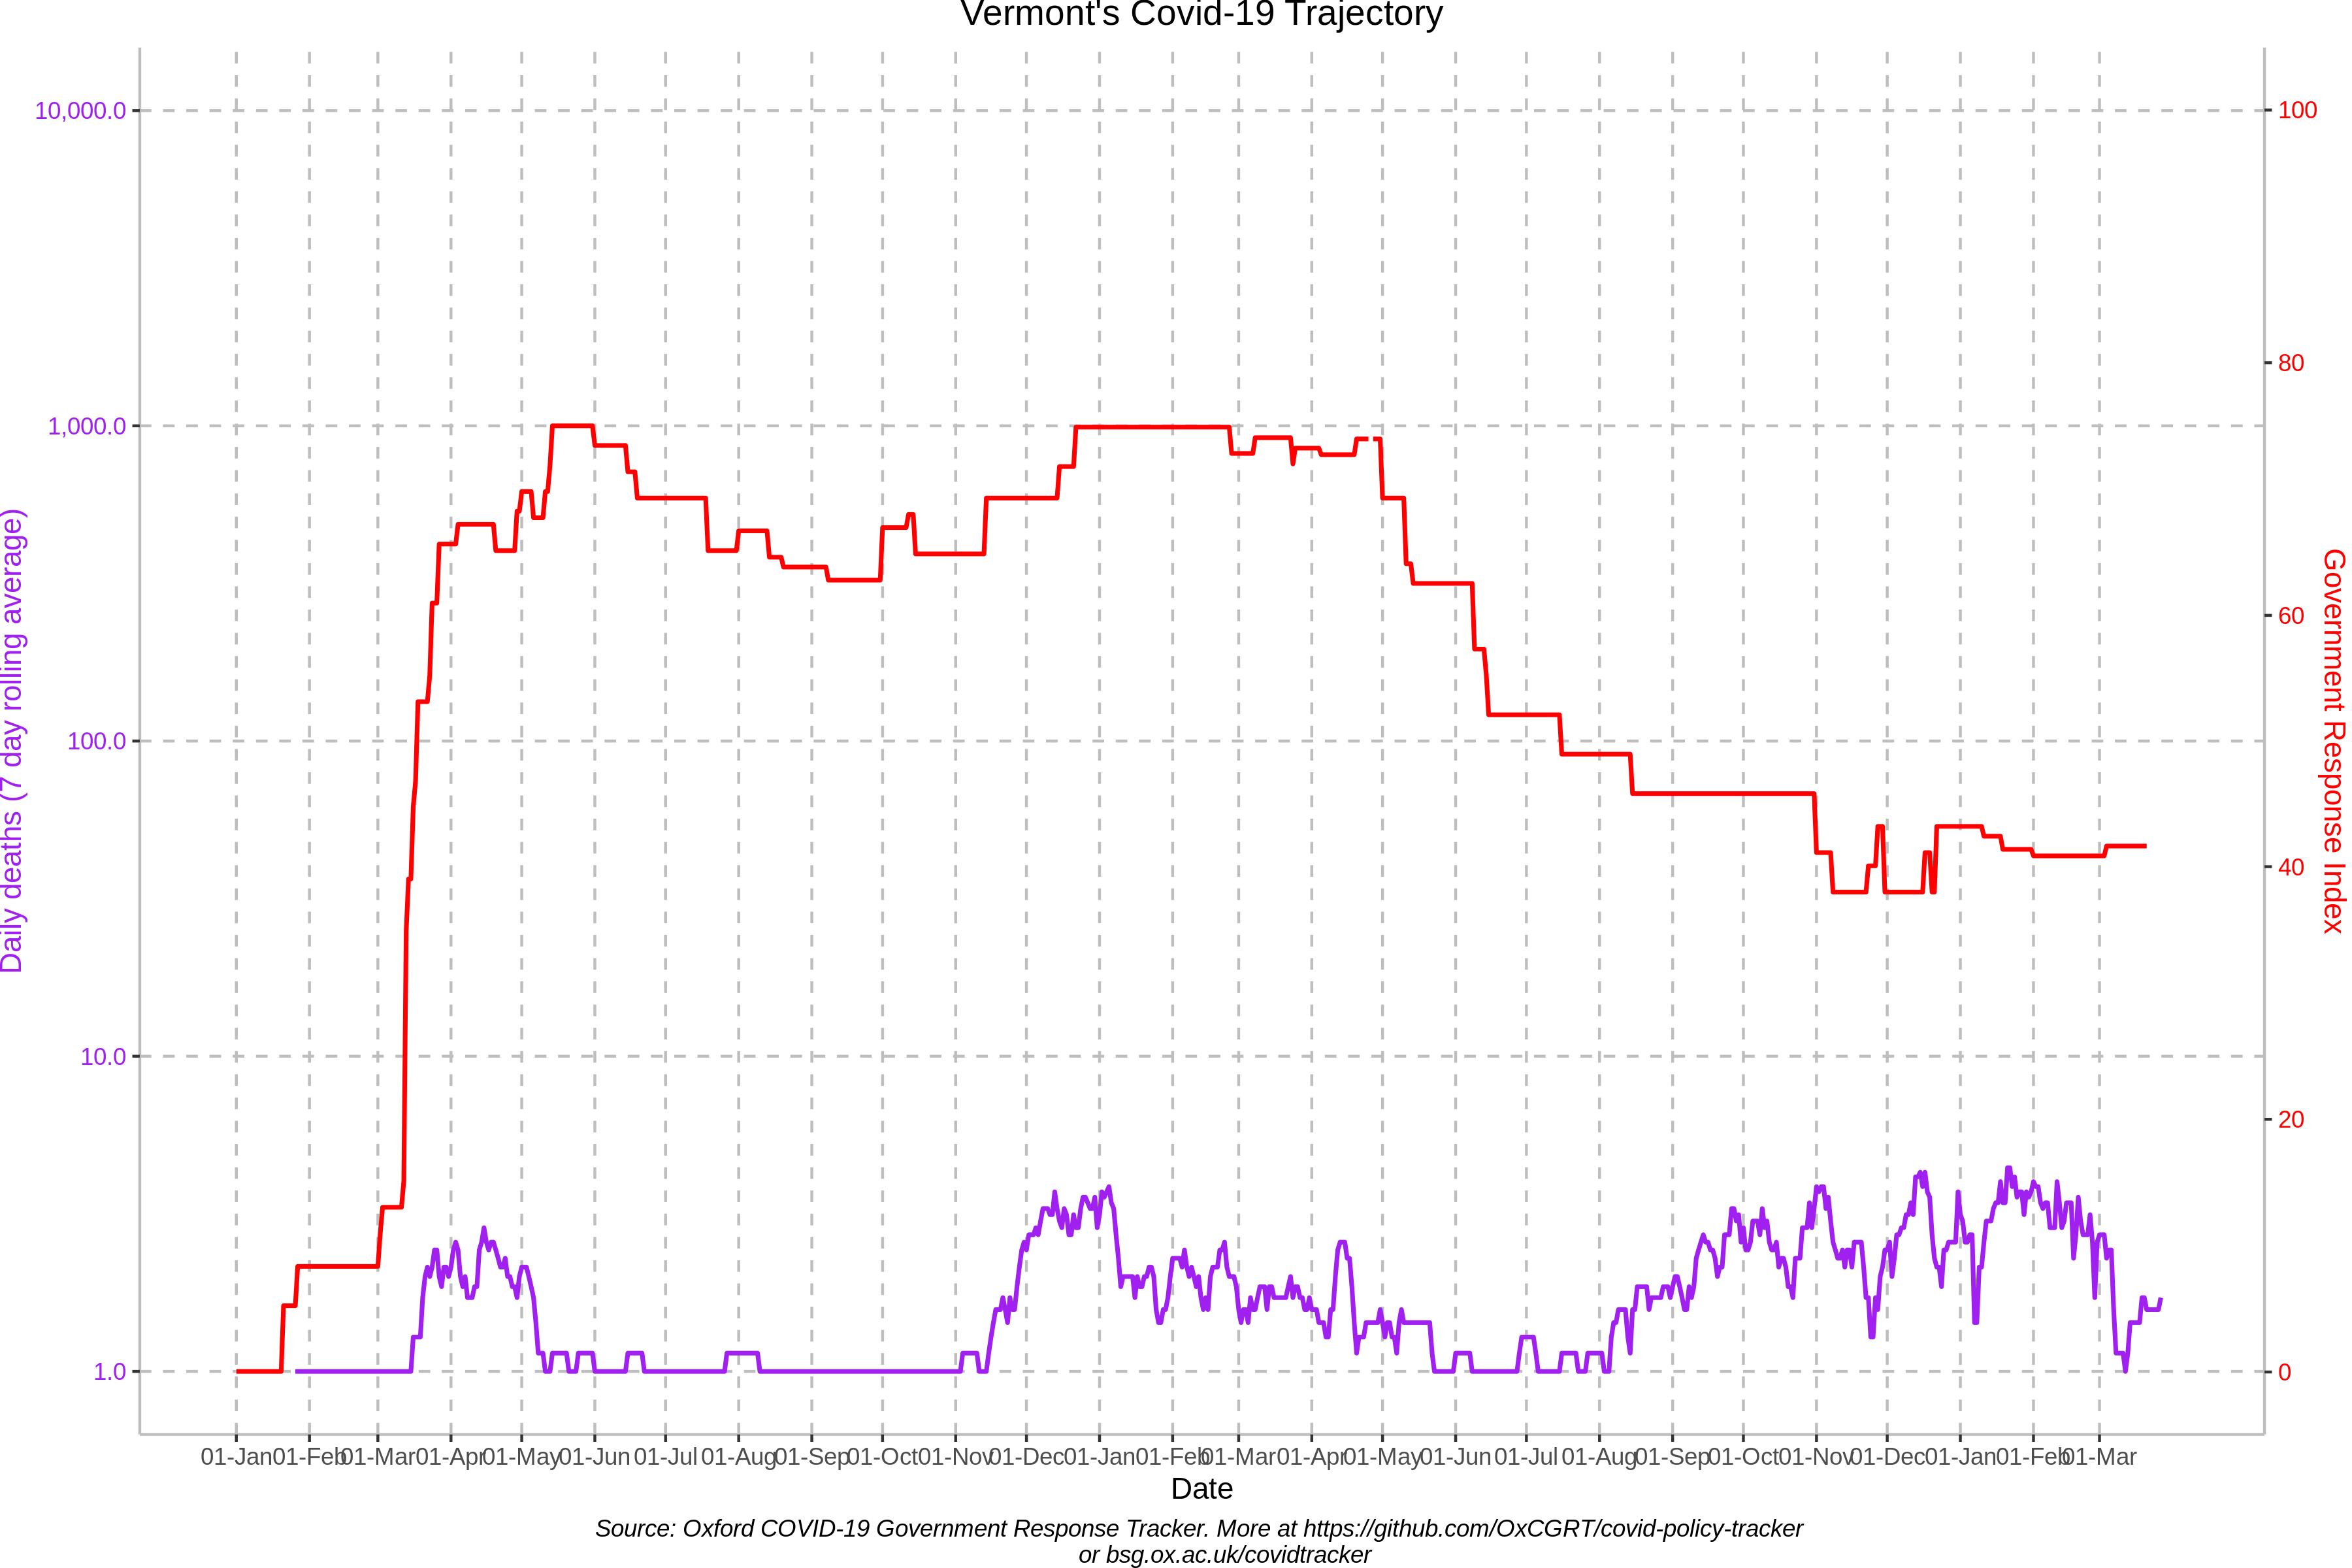 Vermont's Covid-19 Trajectory
10,000.0
1,000.0
100.0
10.0
1.0
Daily deaths (7 day rolling average)
100
80
60
40
20
0
Government Response Index
01-Jan 01-Feb 01-Mar 01-Apr 01-May 01-Jun 01-Jul 01-Aug 01-Sep 01-Oct 01-Nov 01-Dec 01-Jan 01-Feb 01-Mar 01-Apr 01-May 01-Jun 01-Jul 01-Aug 01-Sep 01-Oct 01-Nov 01-Dec 01-Jan 01-Feb 01-Mar
Date
Source: Oxford COVID-19 Government Response Tracker. More at https://github.com/OxCGRT/covid-policy-tracker
or bsg.ox.ac.uk/covidtracker